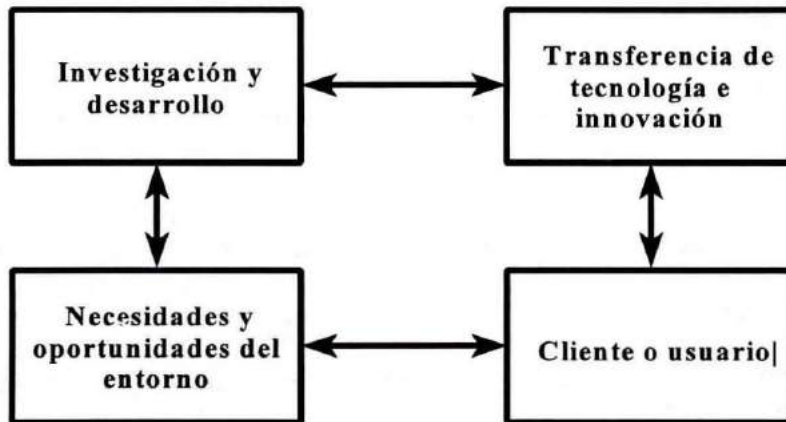 Investigación y
desarrollo
Transferencia de
tecnología e
innovación
Necesidades y
oportunidades del
entorno
Cliente o usuario|